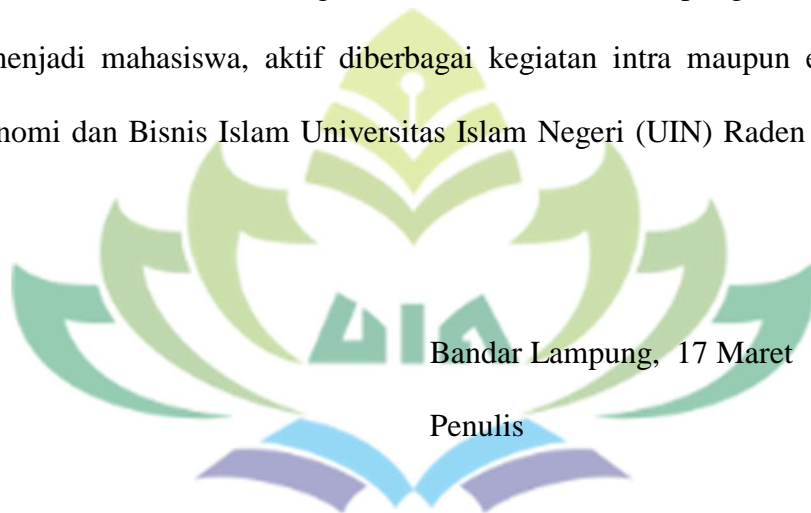 menjadi mahasiswa, aktif diberbagai kegiatan intra maupun
dan Bisnis Islam Universitas Islam Negeri (UIN) Raden
UIN
Bandar Lampung, 17 Maret
Penulis